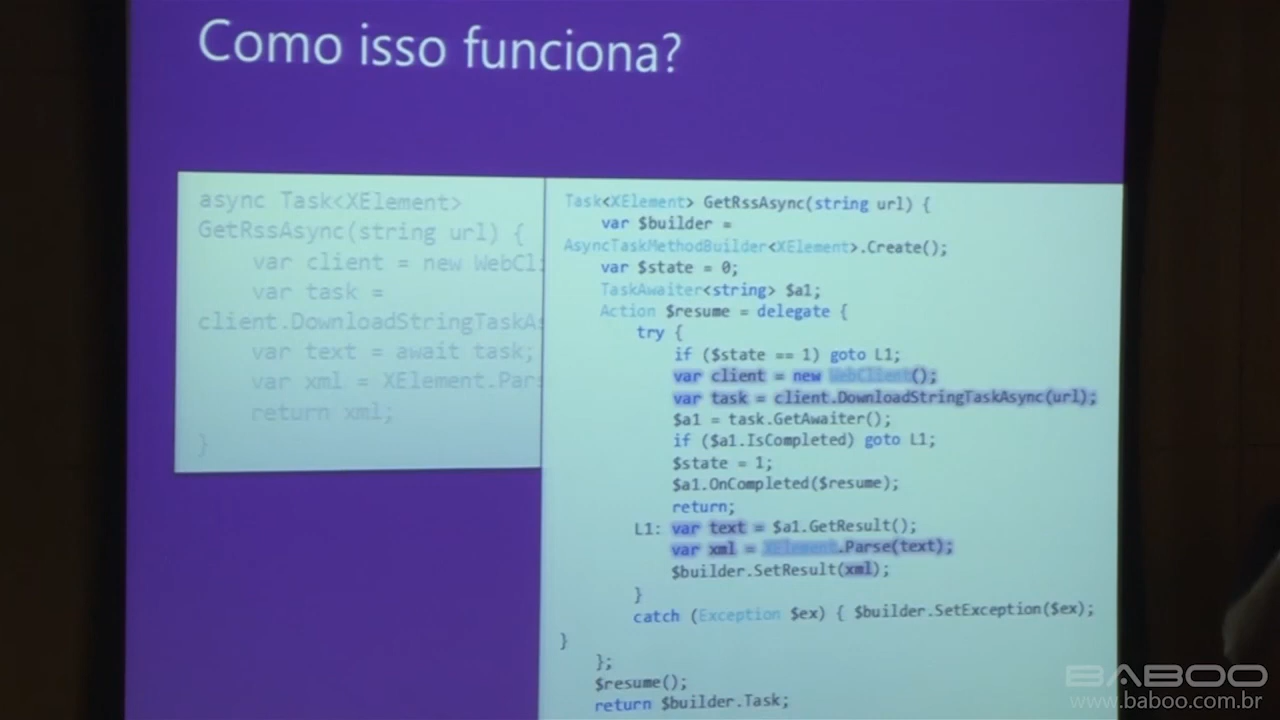 Como isso funciona?
async Task<XElement>
GetRssAsync(string url) {
var client = new WebCl
var task =
client.DownloadStringTaskAs
var text = await task;
var xml = XElement.Pars
return xml;
}
Task<XElement> GetRssAsync(string url) {
var $builder =
AsyncTaskMethodBuilder<XElement>.Create();
var $state = 0;
TaskAwaiter<string> $a1;
Action $resume = delegate {
try {
if ($state == 1) goto L1;
var client = new WebClient();
var task = client.DownloadStringTaskAsync(url);
$a1 = task.GetAwaiter();
if ($a1.IsCompleted) goto L1;
$state = 1;
$a1.OnCompleted($resume);
return;
L1: var text = $a1.GetResult();
var xml = XElement.Parse(text);
$builder.SetResult(xml);
}
catch (Exception $ex) { $builder.SetException($ex);
}
};
$resume();
return $builder.Task;
BABOO
www.baboo.com.br